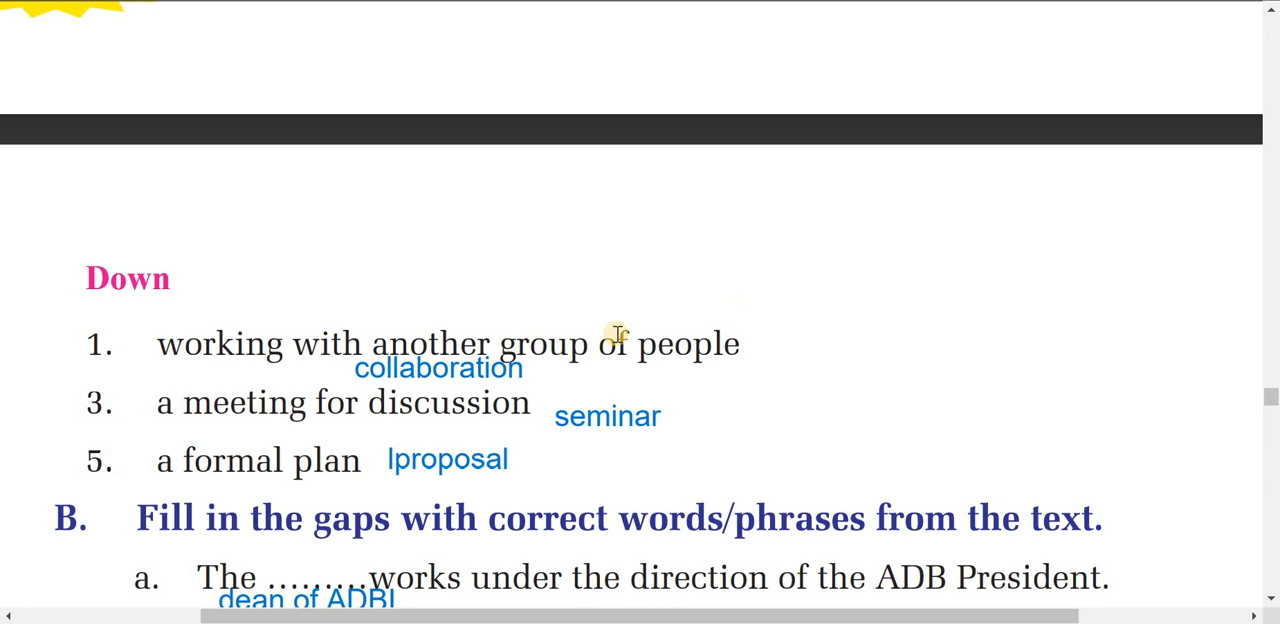 Down
1. working with another group of people
collaboration
3. a meeting for discussion seminar
5. a formal plan lproposal
B. Fill in the gaps with correct words/phrases from the text.
a. The .........works under the direction of the ADB President.
dean of ADBI